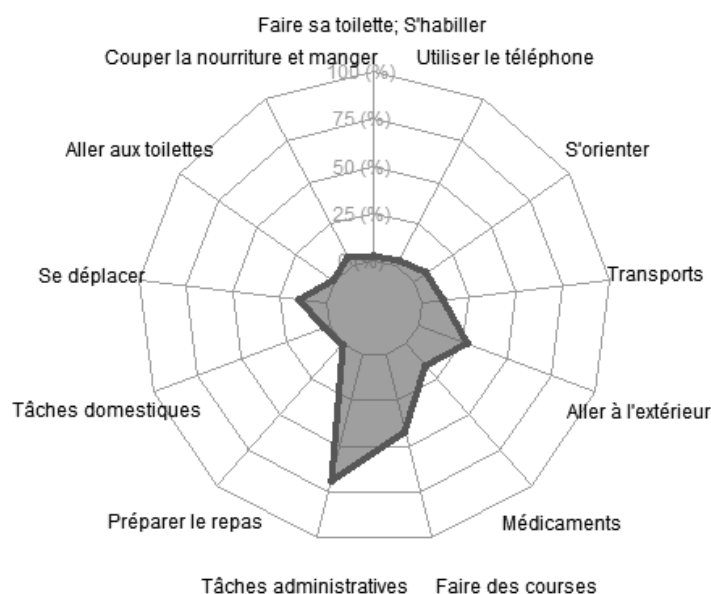 Faire sa toilette; S'habiller
Couper la nourriture et manger
Utiliser le téléphone
100 (%)
75 (%)
Aller aux toilettes
S'orienter
50 (%)
25 (%)
0 (%)
Se déplacer
Transports
Tâches domestiques
Aller à l'extérieur
Préparer le repas
Médicaments
Tâches administratives
Faire des courses